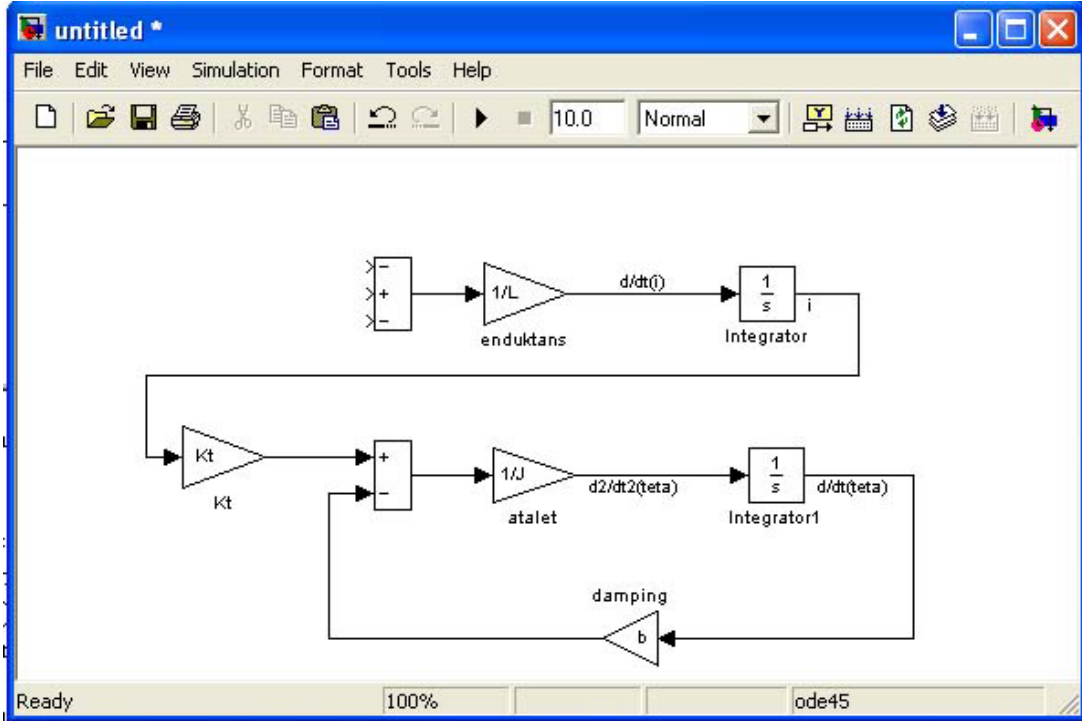 untitled *
File Edit View Simulation Format Tools Help
10.0 Normal
−
+
−
1/L
enduktans
d/dt(i)
1
s
Integrator
i
Kt
Kt
+
−
1/J
atalet
d2/dt2(teta)
1
s
Integrator1
d/dt(teta)
damping
b
Ready 100% ode45